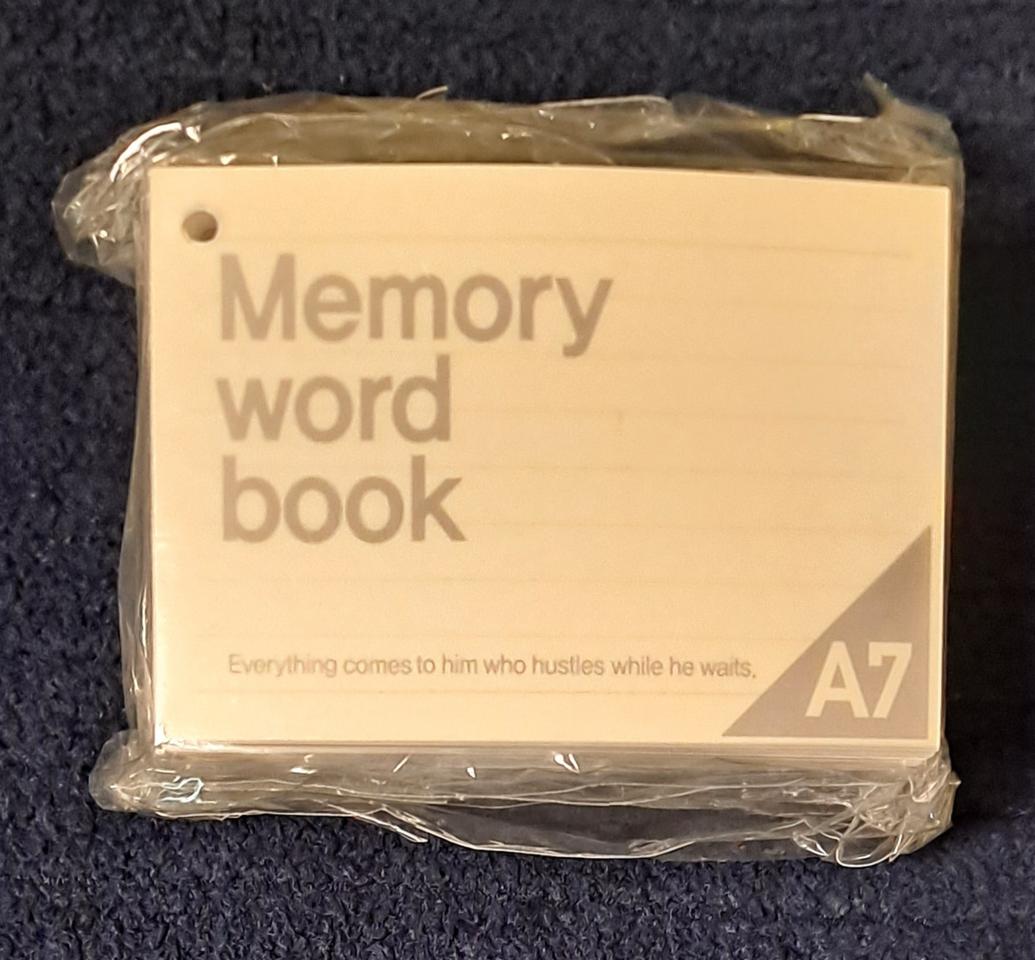 Memory
word
book
Everything comes to him who hustles while he waits.
A7